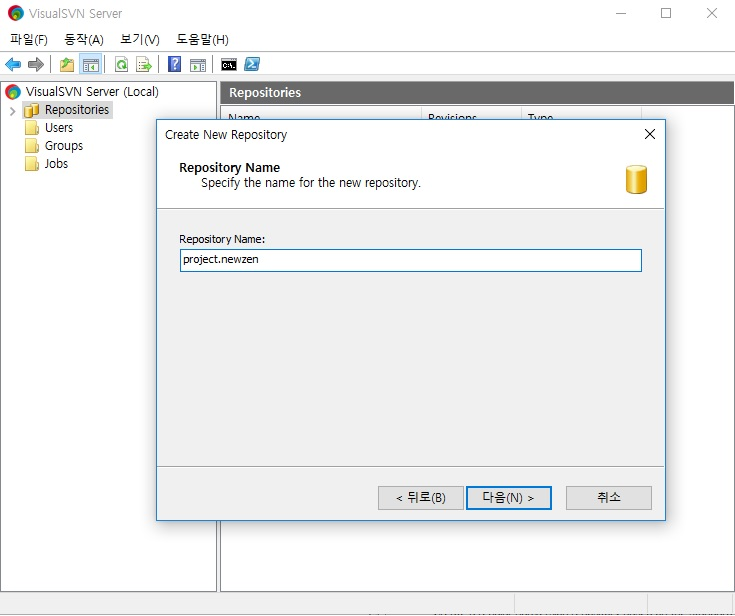 VisualSVN Server
파일(F) 동작(A) 보기(V) 도움말(H)
VisualSVN Server (Local)
Repositories
Users
Groups
Jobs
Repositories
Name Revisions Type
Create New Repository
Repository Name
Specify the name for the new repository.
Repository Name:
project.newzen
< 뒤로(B) 다음(N) > 취소